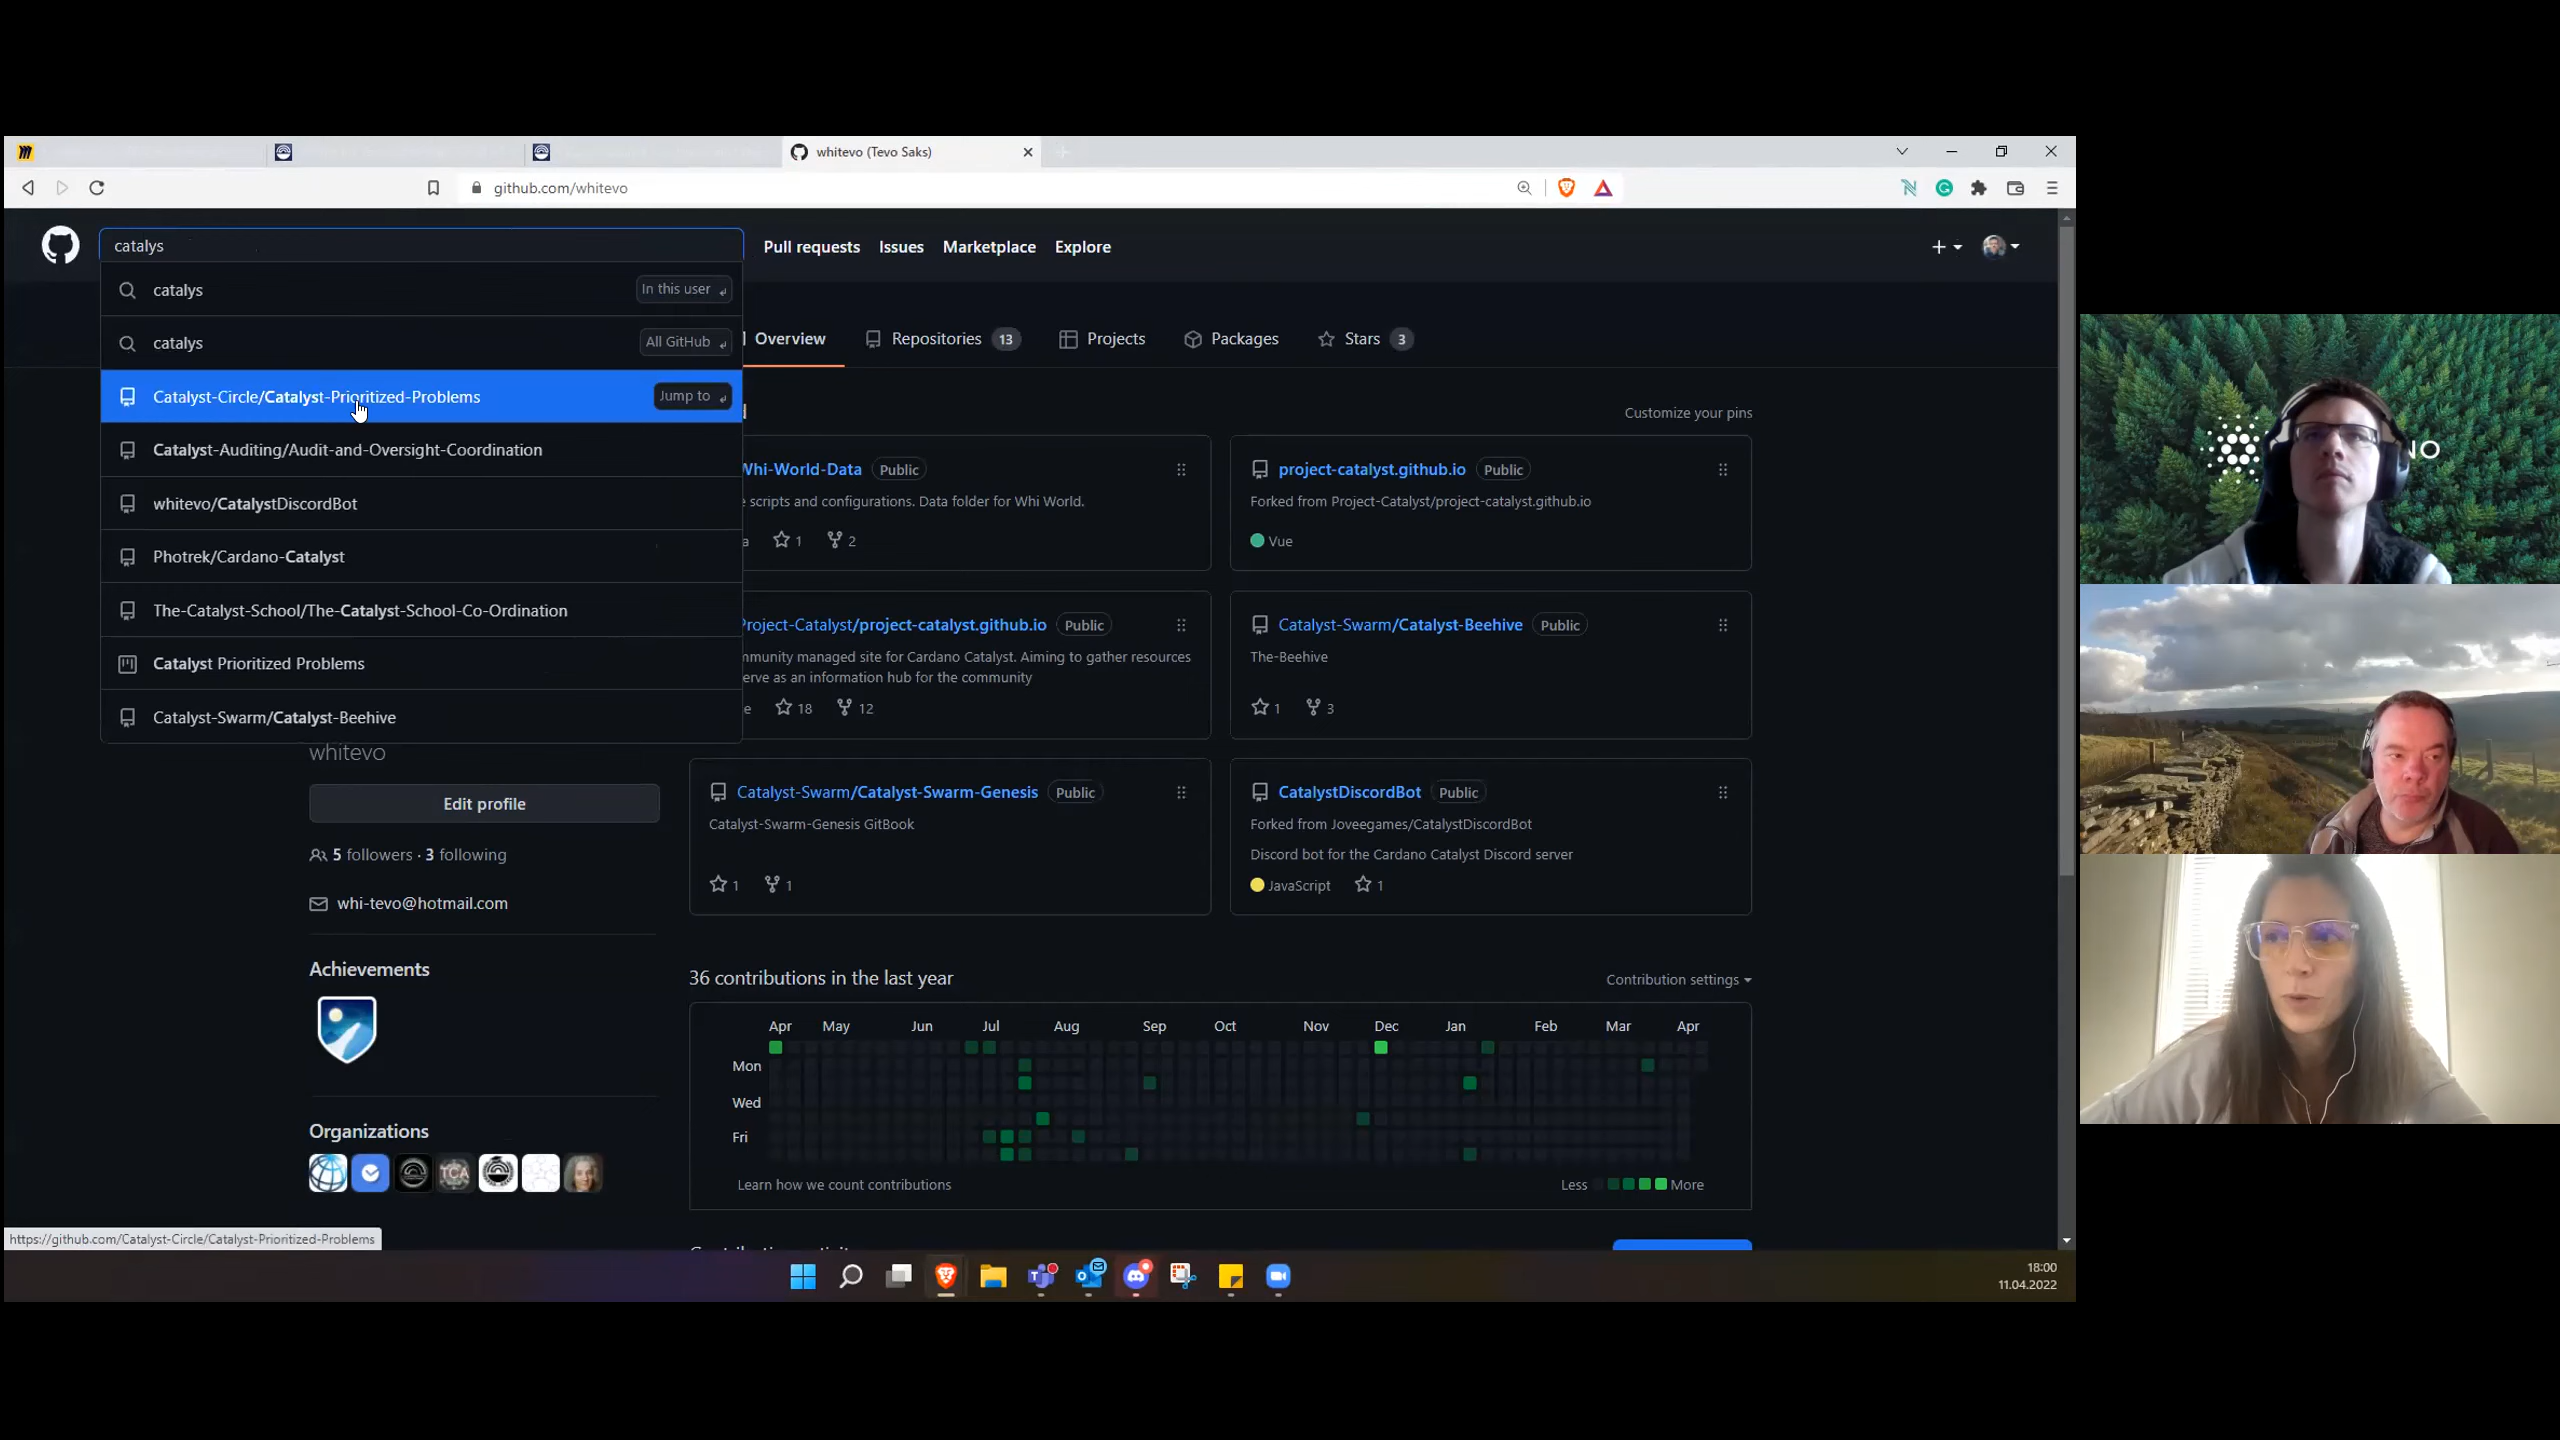 whitevo (Tevo Saks)
github.com/whitevo
catalys
Pull requests Issues Marketplace Explore
catalys In this user
catalys All GitHub
Catalyst-Circle/Catalyst-Prioritized-Problems Jump to
Catalyst-Auditing/Audit-and-Oversight-Coordination
whitevo/CatalystDiscordBot
Photrek/Cardano-Catalyst
The-Catalyst-School/The-Catalyst-School-Co-Ordination
Catalyst Prioritized Problems
Catalyst-Swarm/Catalyst-Beehive
Overview Repositories 13 Projects Packages Stars 3
Customize your pins
Whi-World-Data Public
scripts and configurations. Data folder for Whi World.
1 2
project-catalyst.github.io Public
Forked from Project-Catalyst/project-catalyst.github.io
Vue
Project-Catalyst/project-catalyst.github.io Public
mmunity managed site for Cardano Catalyst. Aiming to gather resources
erve as an information hub for the community
18 12
Catalyst-Swarm/Catalyst-Beehive Public
The-Beehive
1 3
Catalyst-Swarm/Catalyst-Swarm-Genesis Public
Catalyst-Swarm-Genesis GitBook
1 1
CatalystDiscordBot Public
Forked from Joveegames/CatalystDiscordBot
Discord bot for the Cardano Catalyst Discord server
JavaScript 1
whitevo
Edit profile
5 followers · 3 following
whi-tevo@hotmail.com
Achievements
Organizations
TCA
36 contributions in the last year
Contribution settings
Apr May Jun Jul Aug Sep Oct Nov Dec Jan Feb Mar Apr
Mon
Wed
Fri
Learn how we count contributions
Less More
https://github.com/Catalyst-Circle/Catalyst-Prioritized-Problems
18:00
11.04.2022
NO